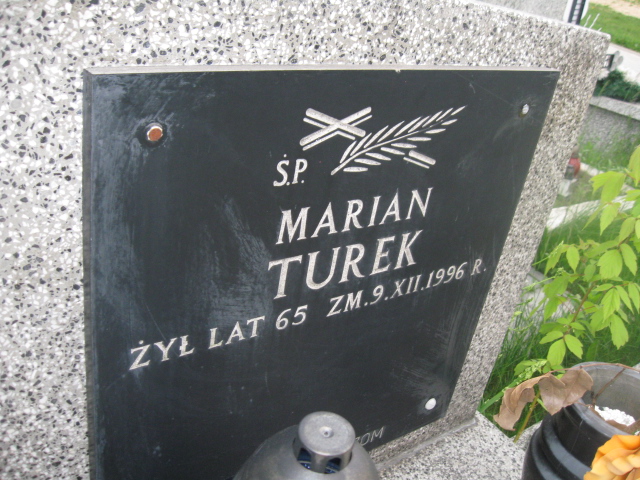 Ś.P.
MARIAN
TUREK
ŻYŁ LAT 65 ZM.9.XII.1996 R.